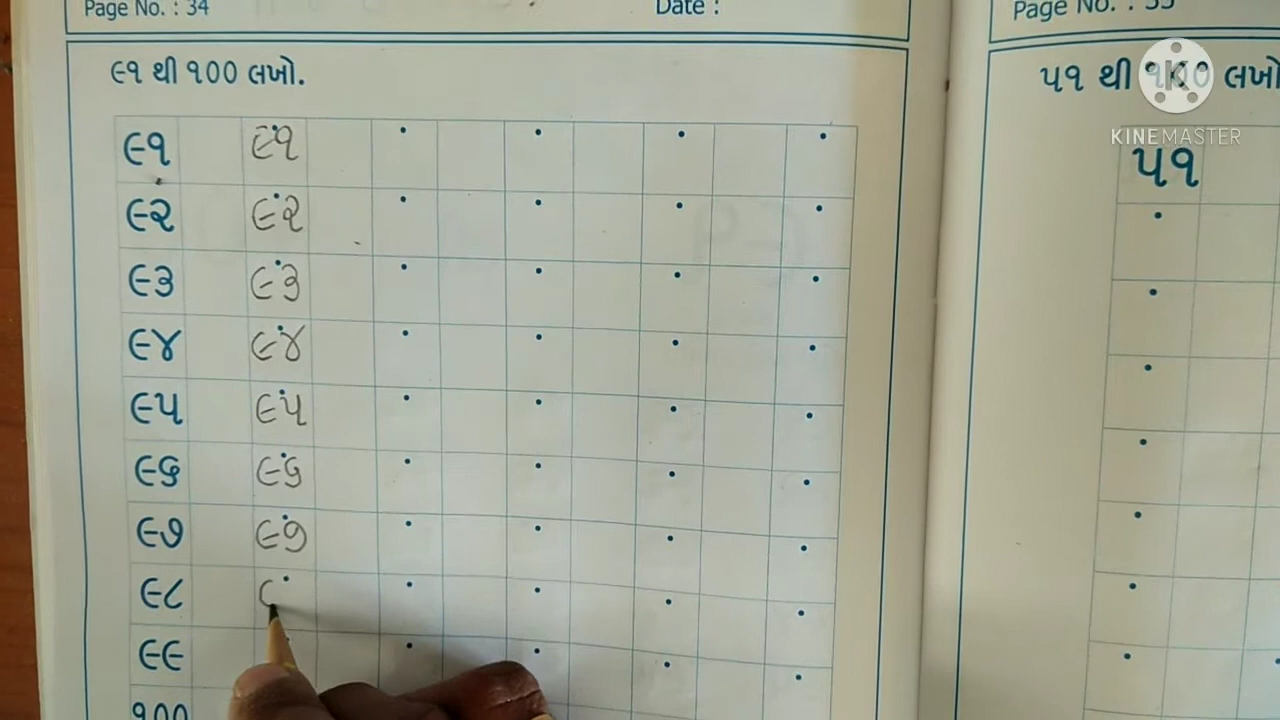 Page No. : 34 Date :
૯૧ થી ૧૦૦ લખો.
૯૧ ૯૧
૯૨ ૯૨
૯૩ ૯૩
૯૪ ૯૪
૯૫ ૯૫
૯૬ ૯૬
૯૭ ૯૭
૯૮
૯૯
૧૦૦
Page No. : 35
૫૧ થી ૧૦૦ લખો
KINEMASTER
૫૧